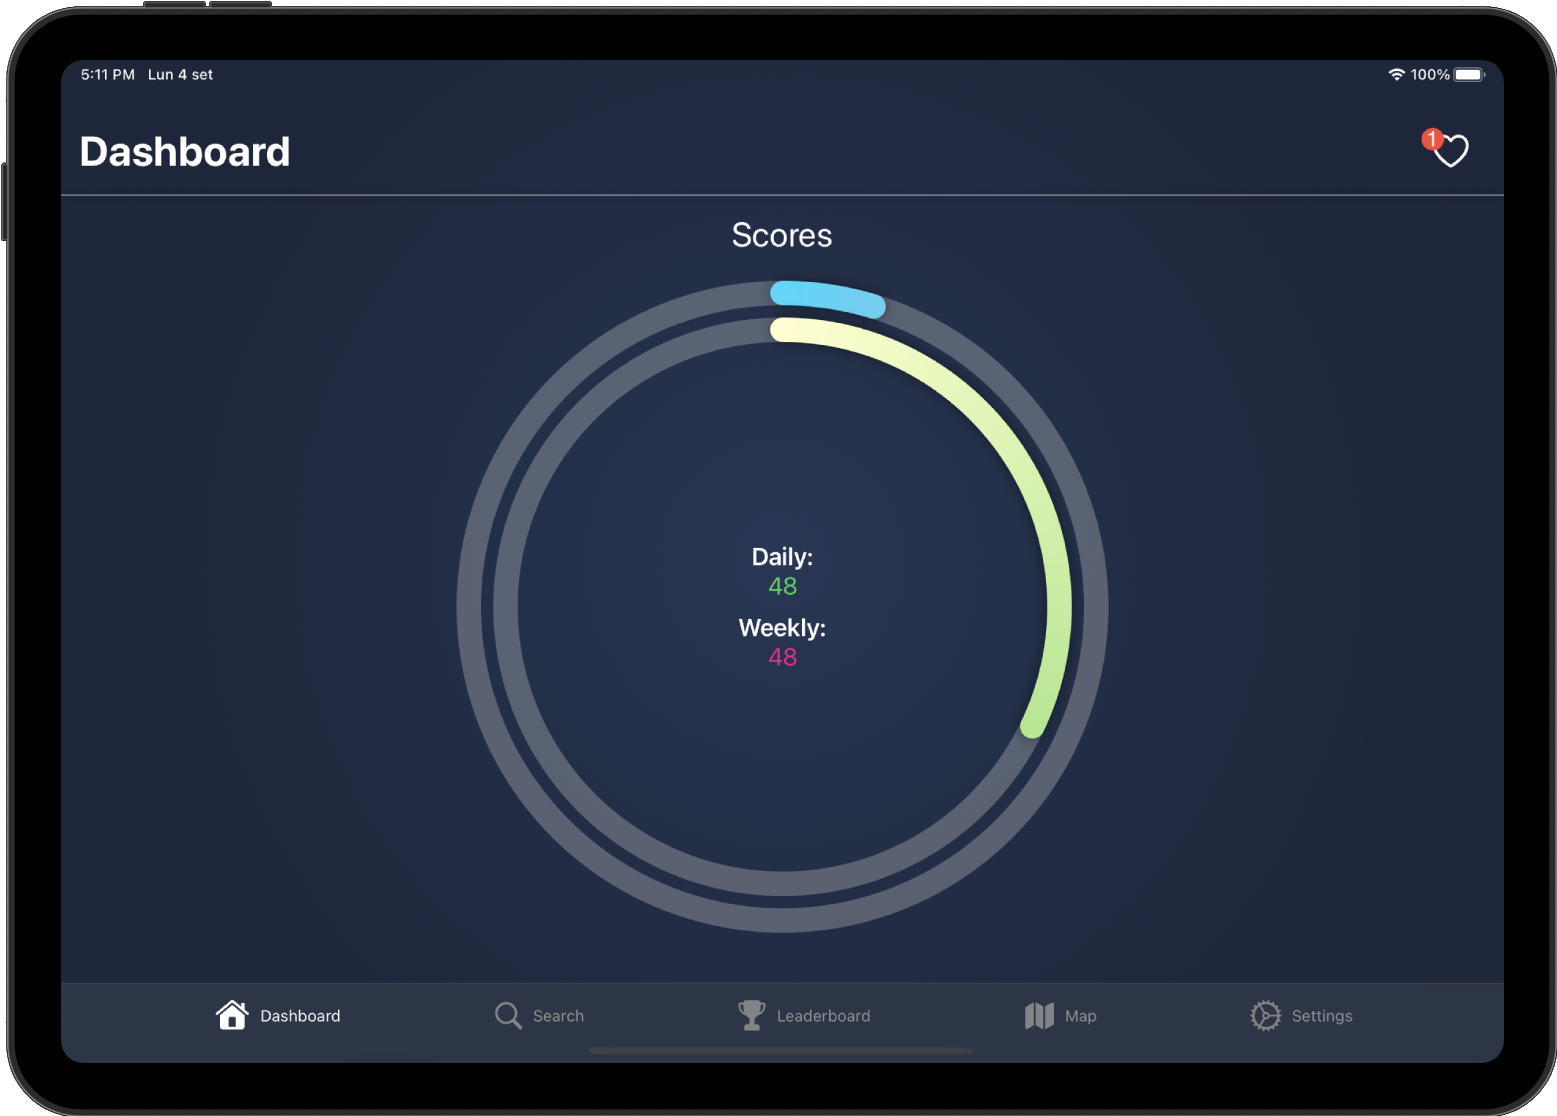 5:11 PM Lun 4 set 100%
Dashboard 1
Scores
Daily:
48
Weekly:
48
Dashboard Search Leaderboard Map Settings